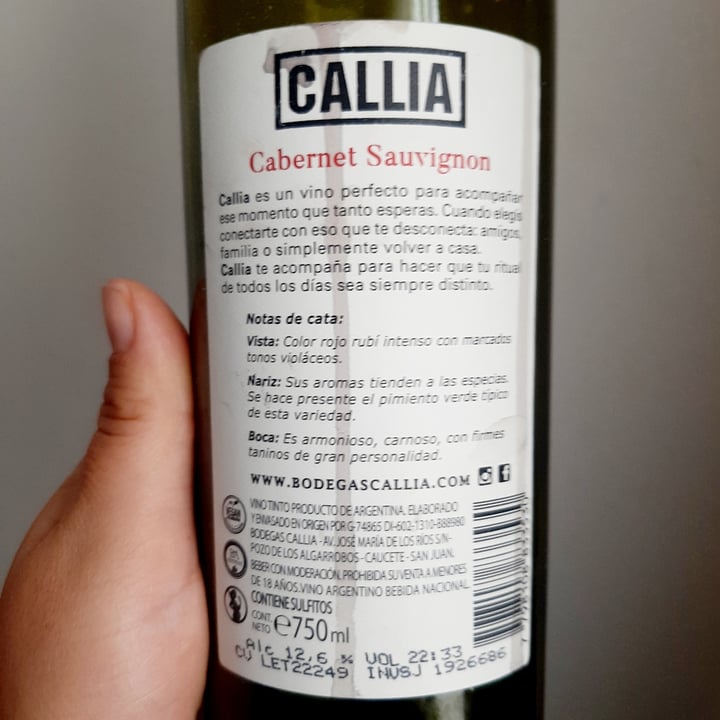 CALLIA
Cabernet Sauvignon
Callia es un vino perfecto para acompañar
ese momento que tanto esperas. Cuando elegis
conectarte con eso que te desconecta: amigos,
familia o simplemente volver a casa.
Callia te acompaña para hacer que tu ritual
de todos los días sea siempre distinto.
Notas de cata:
Vista: Color rojo rubí intenso con marcados
tonos violáceos.
Nariz: Sus aromas tienden a las especias.
Se hace presente el pimiento verde típico
de esta variedad.
Boca: Es armonioso, carnoso, con firmes
taninos de gran personalidad.
WWW.BODEGASCALLIA.COM
VINO TINTO PRODUCTO DE ARGENTINA. ELABORADO
Y ENVASADO EN ORIGEN POR G-74865 DI-602-1310-B88980
BODEGAS CALLIA - AV. JOSÉ MARÍA DE LOS RÍOS S/N-
POZO DE LOS ALGARROBOS - CAUCETE - SAN JUAN.
BEBER CON MODERACIÓN. PROHIBIDA SU VENTA A MENORES
DE 18 AÑOS. VINO ARGENTINO BEBIDA NACIONAL.
CONTIENE SULFITOS
CONT. NETO e750ml
Alc 12,6 % VOL 22:33
CU LET22249 INVSJ 1926686